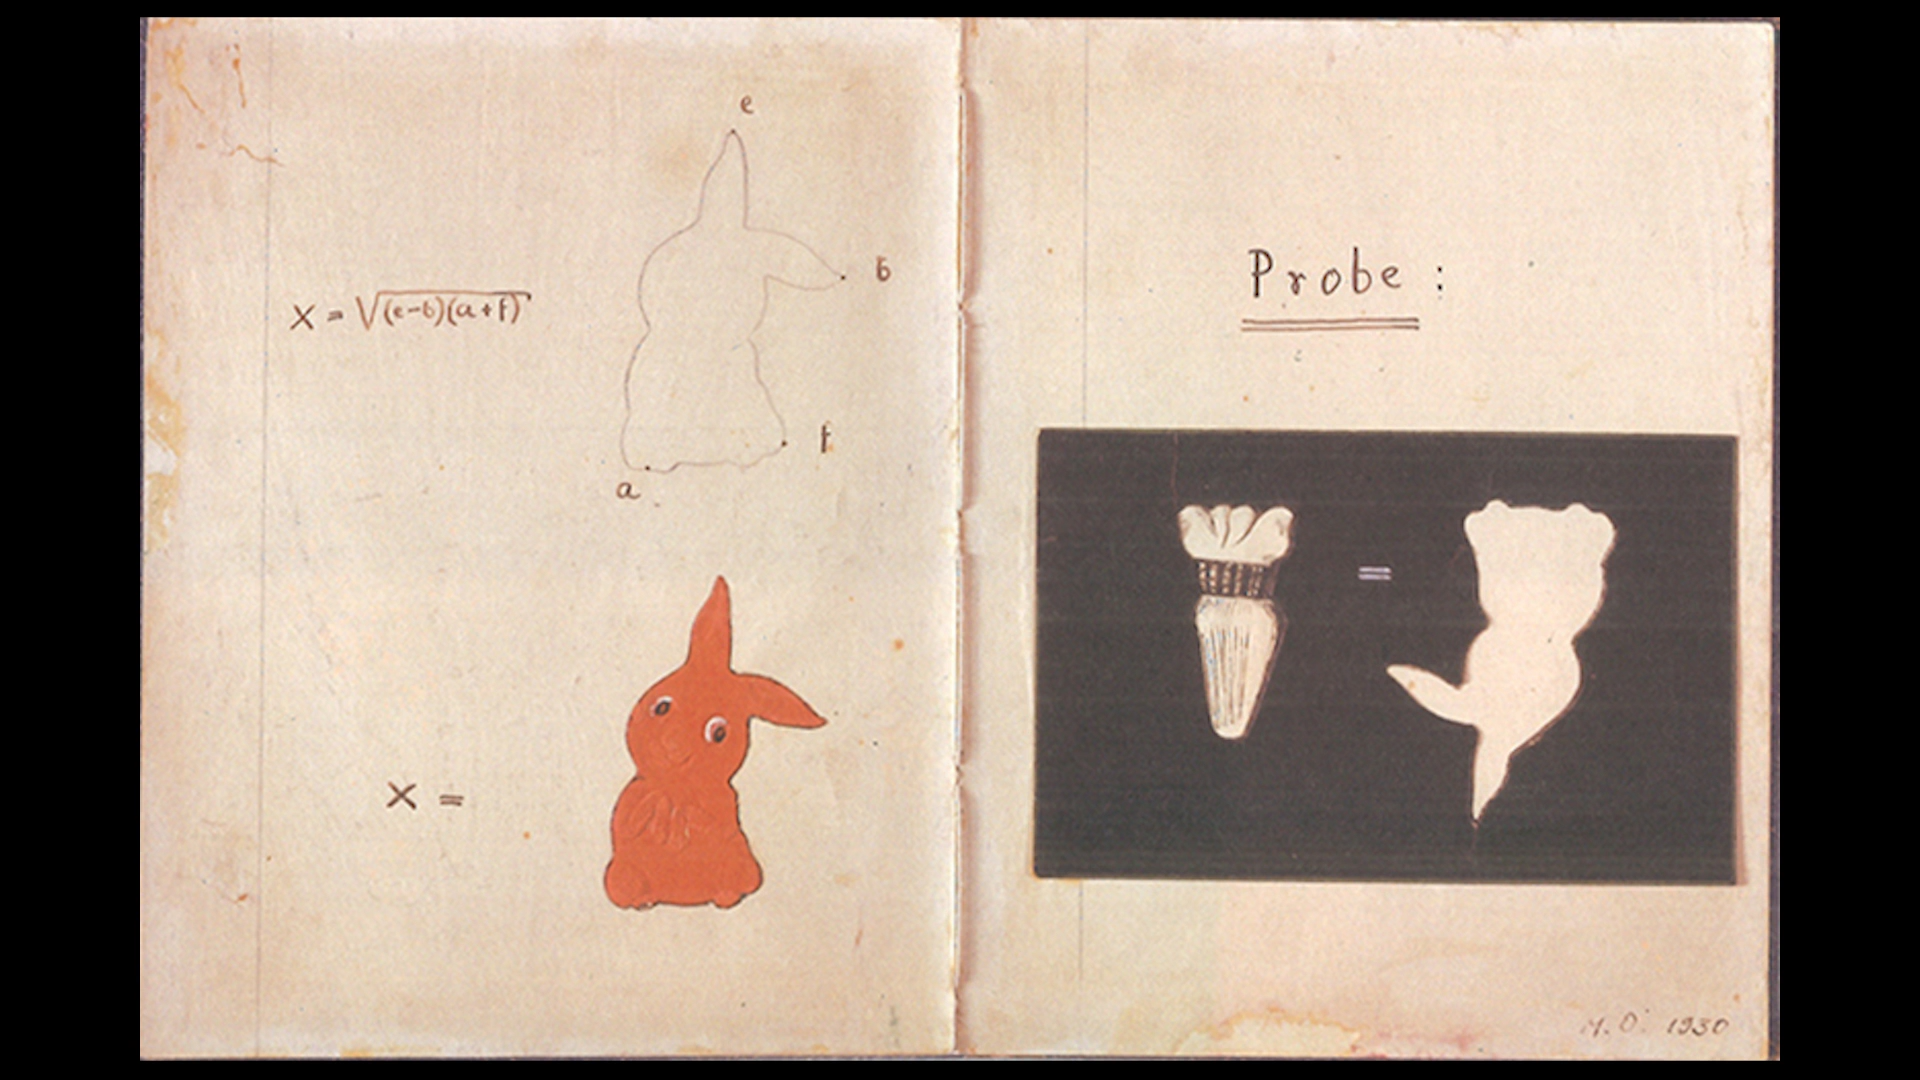 e
b
X = √(e-b)(a+f)
f
a
X =
Probe :
=
M.O. 1930